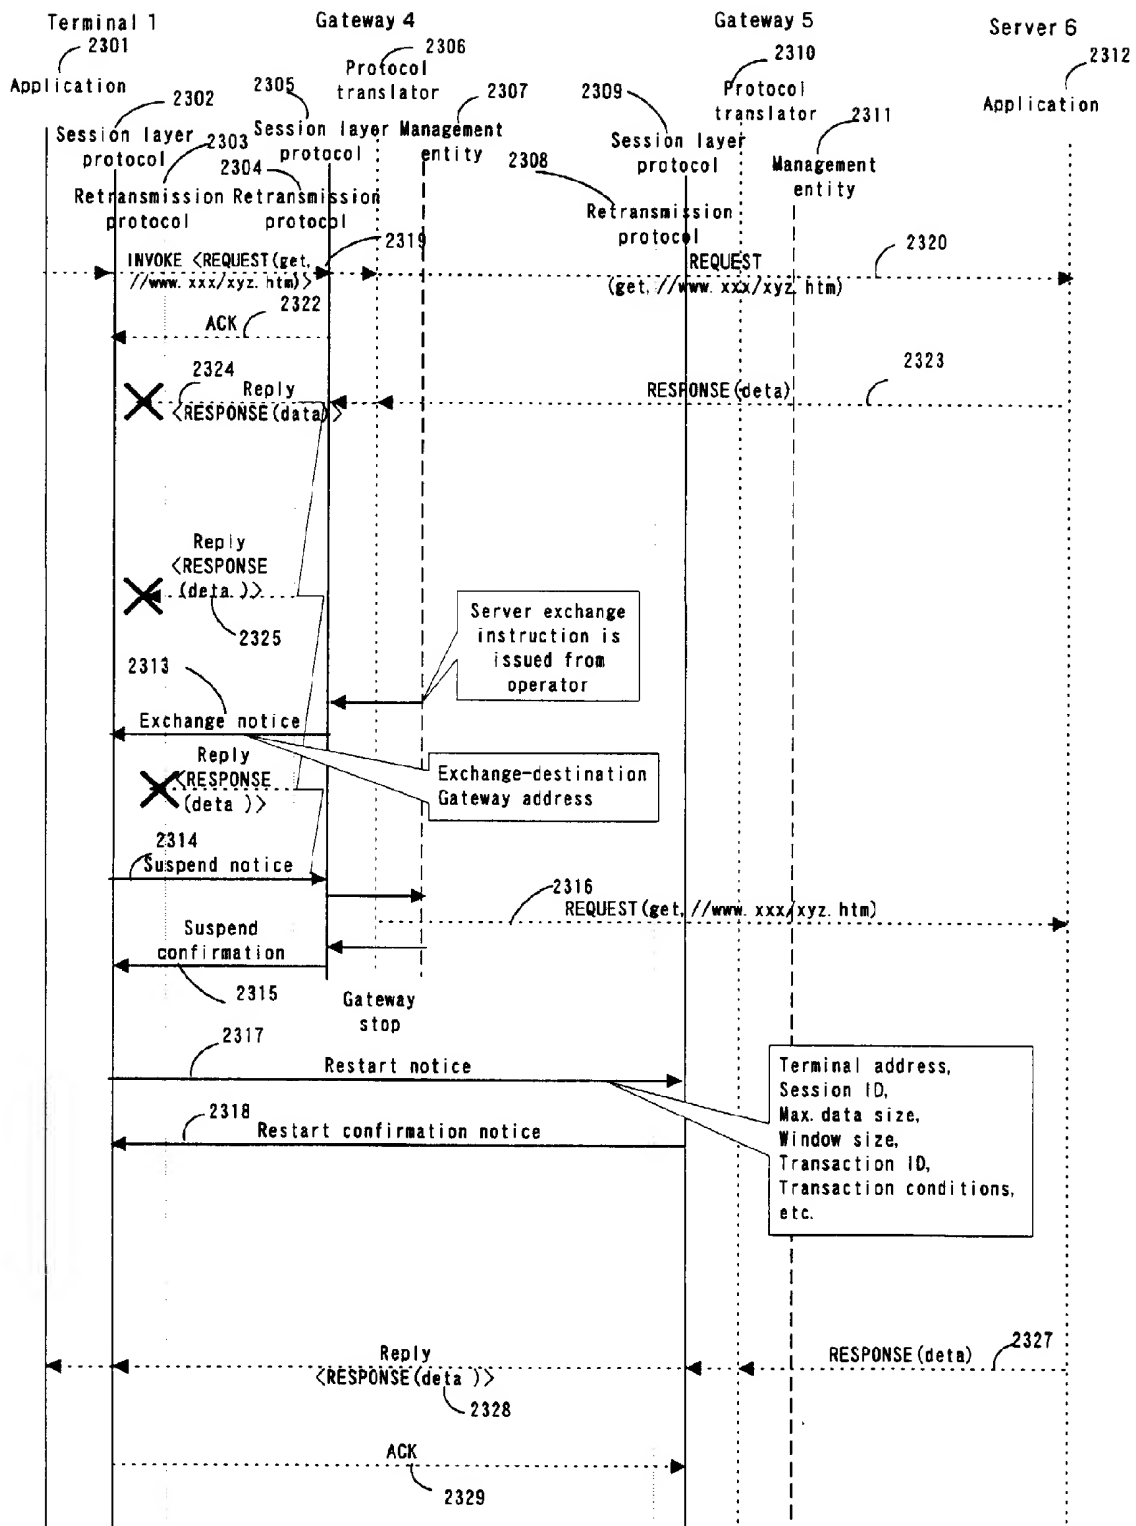 Terminal 1
Gateway 4
Gateway 5
Server 6
2301
2306
2310
2312
Application
Protocol
translator
Protocol
translator
Application
2302
2305
2307
2309
2311
Session layer
protocol
2303
Session layer
protocol
Management
entity
Session layer
protocol
Management
entity
2304
2308
Retransmission
protocol
Retransmission
protocol
Retransmission
protocol
2319
2320
INVOKE <REQUEST(get,
//www.xxx/xyz.htm)>
REQUEST
(get,//www.xxx/xyz.htm)
2322
ACK
2324
2323
Reply
<RESPONSE(data)>
RESPONSE(deta)
Reply
<RESPONSE
(deta )>
2325
Server exchange
instruction is
issued from
operator
2313
Exchange notice
Reply
<RESPONSE
(deta )>
Exchange-destination
Gateway address
2314
Suspend notice
2316
REQUEST(get,//www.xxx/xyz.htm)
Suspend
confirmation
2315
Gateway
stop
2317
Restart notice
Terminal address,
Session ID,
Max.data size,
Window size,
Transaction ID,
Transaction conditions,
etc.
2318
Restart confirmation notice
2327
RESPONSE(deta)
Reply
<RESPONSE(deta )>
2328
ACK
2329